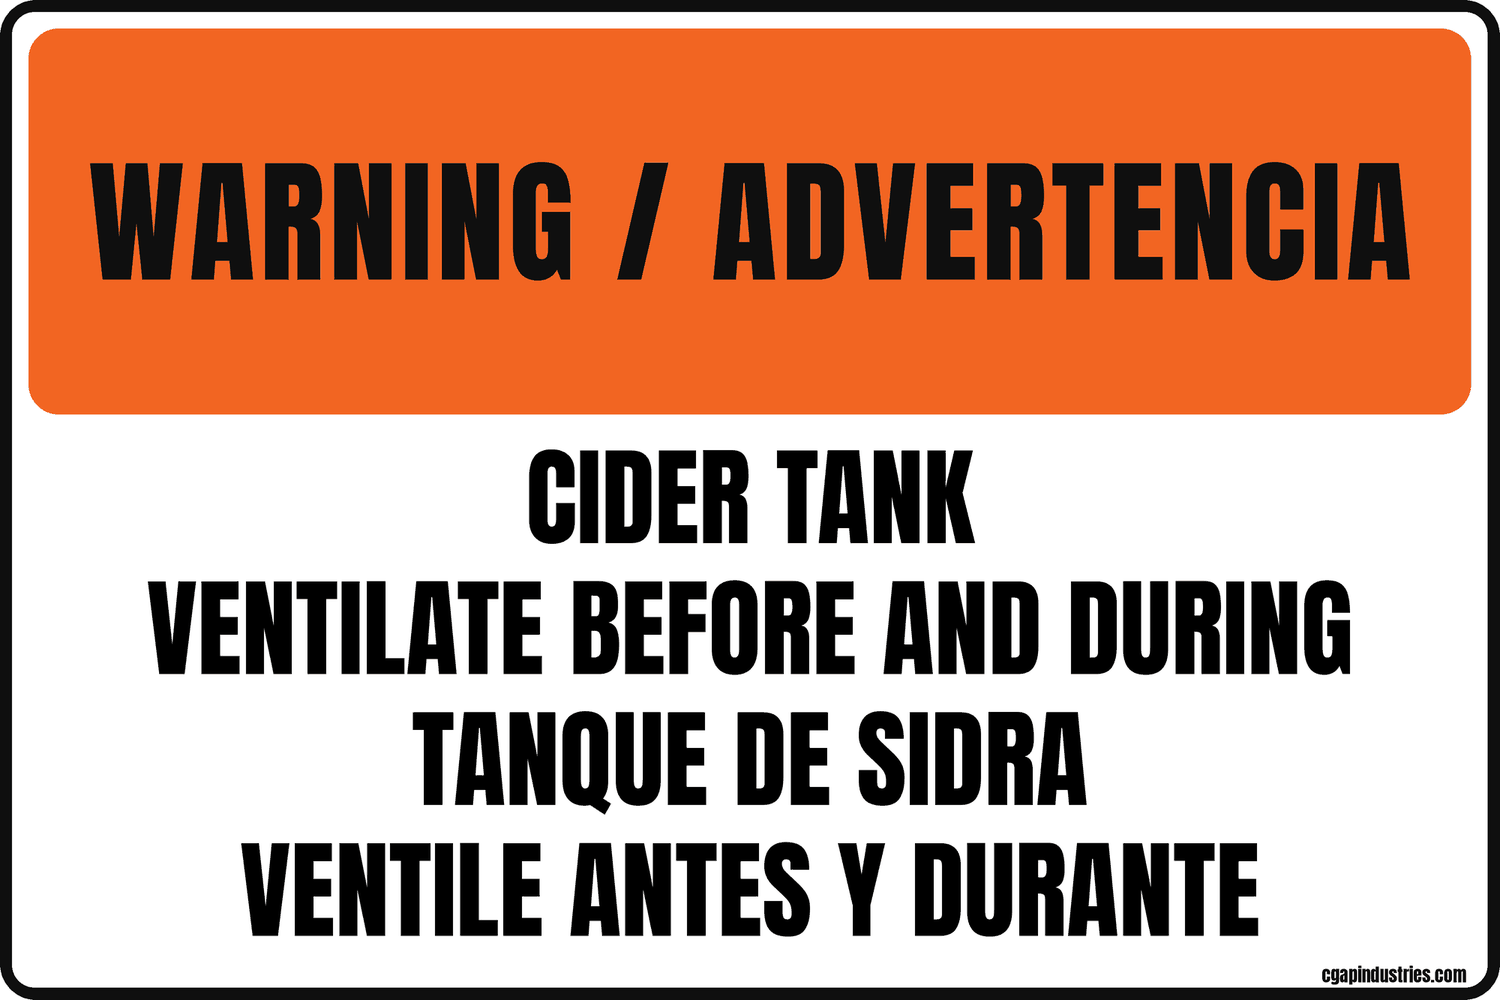 WARNING / ADVERTENCIA
CIDER TANK
VENTILATE BEFORE AND DURING
TANQUE DE SIDRA
VENTILE ANTES Y DURANTE
cgapindustries.com